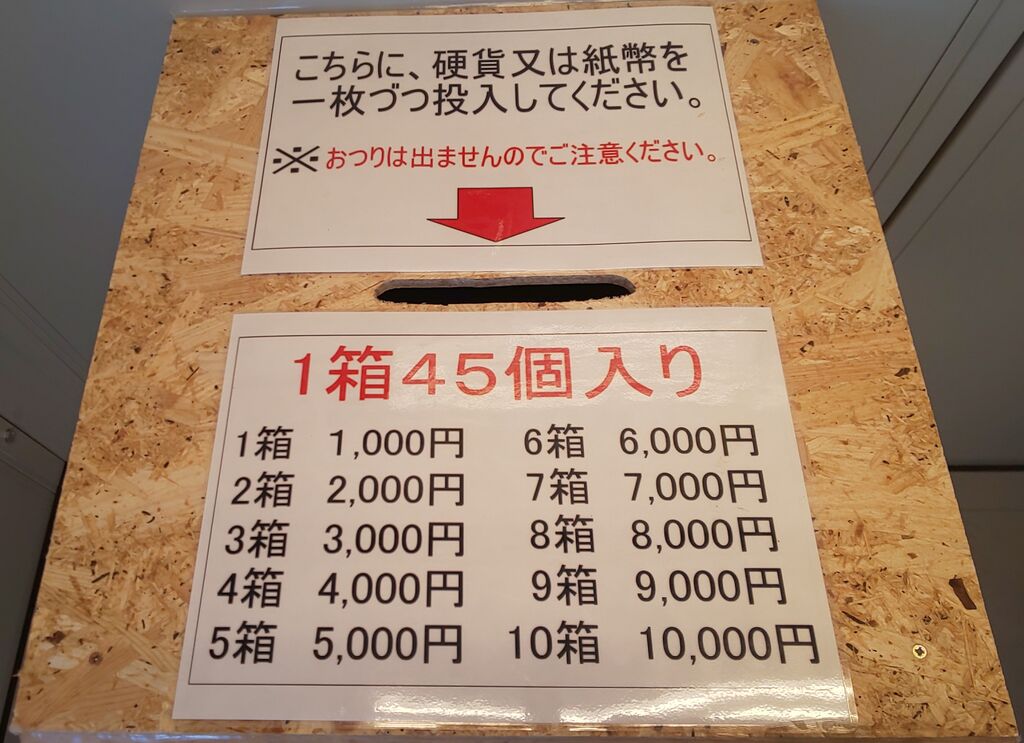 こちらに、硬貨又は紙幣を
一枚づつ投入してください。
※おつりは出ませんのでご注意ください。
1箱45個入り
1箱 1,000円 6箱 6,000円
2箱 2,000円 7箱 7,000円
3箱 3,000円 8箱 8,000円
4箱 4,000円 9箱 9,000円
5箱 5,000円 10箱 10,000円